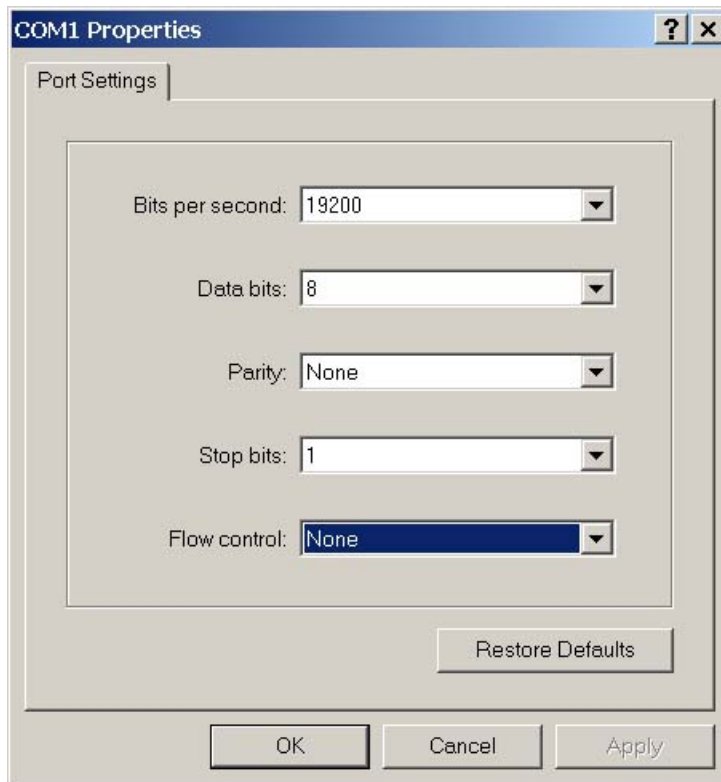 COM1 Properties
Port Settings
Bits per second: 19200
Data bits: 8
Parity: None
Stop bits: 1
Flow control: None
Restore Defaults
OK Cancel Apply